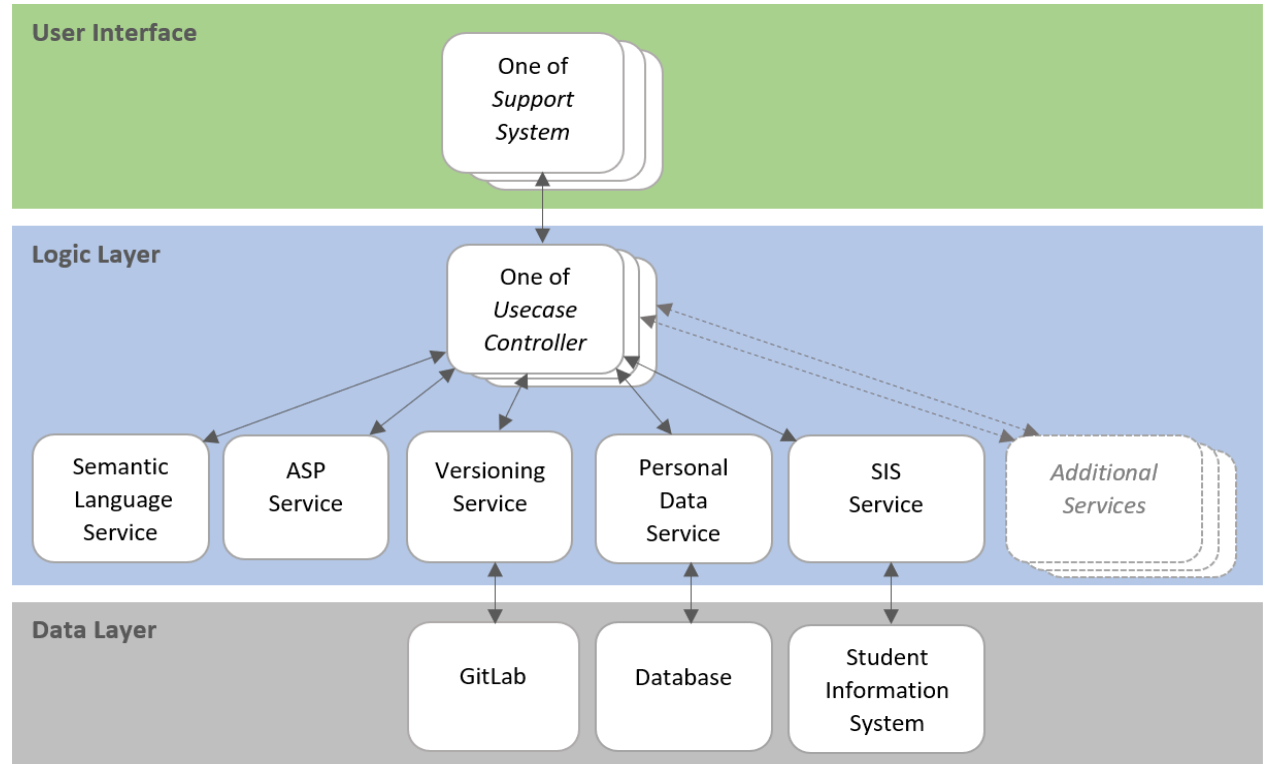 User Interface
One of
Support
System
Logic Layer
One of
Usecase
Controller
Semantic
Language
Service
ASP
Service
Versioning
Service
Personal
Data
Service
SIS
Service
Additional
Services
Data Layer
GitLab
Database
Student
Information
System